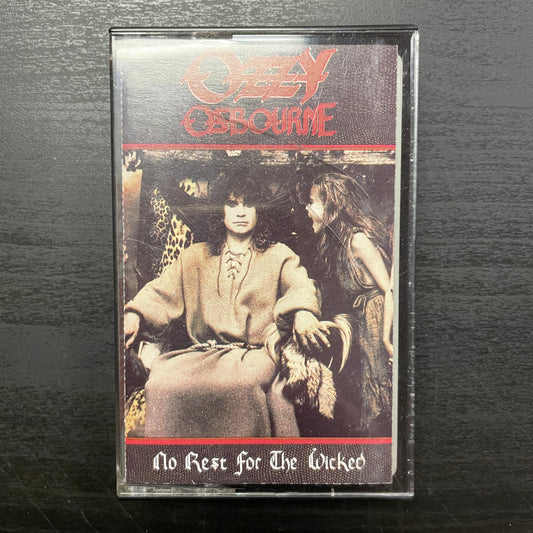 OZZY
OSBOURNE
No Rest For The Wicked